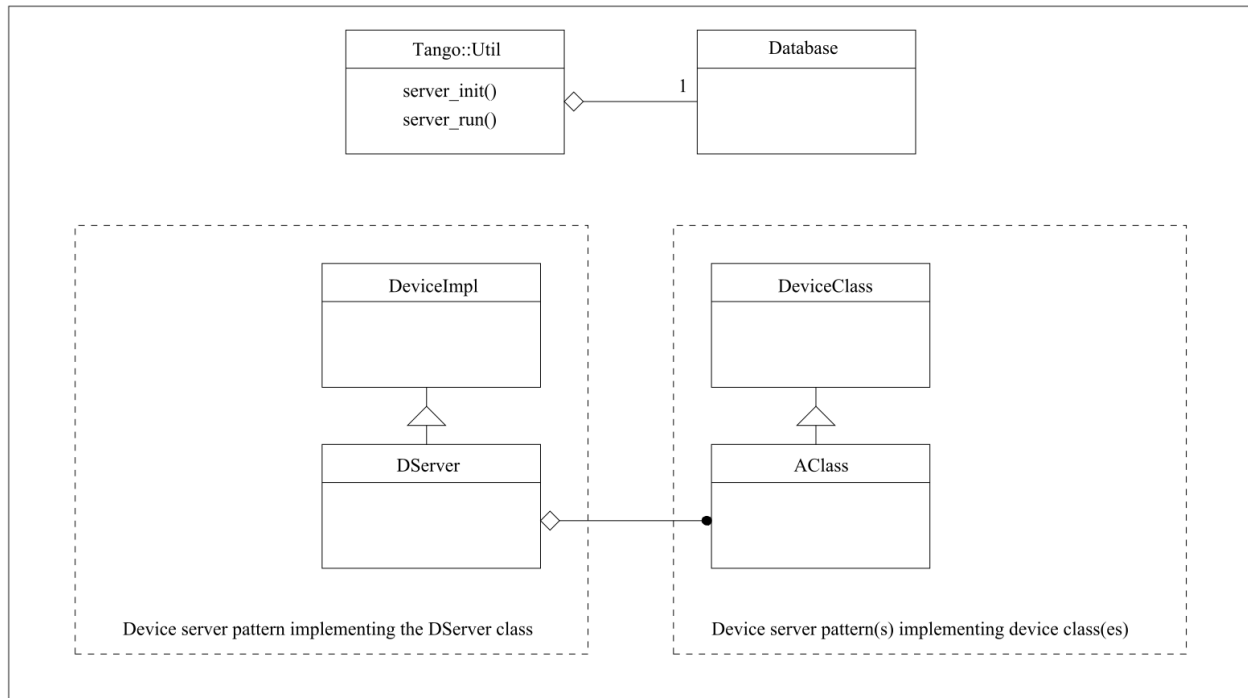 Tango::Util
server_init()
server_run()
1
Database
DeviceImpl
DServer
Device server pattern implementing the DServer class
DeviceClass
AClass
Device server pattern(s) implementing device class(es)